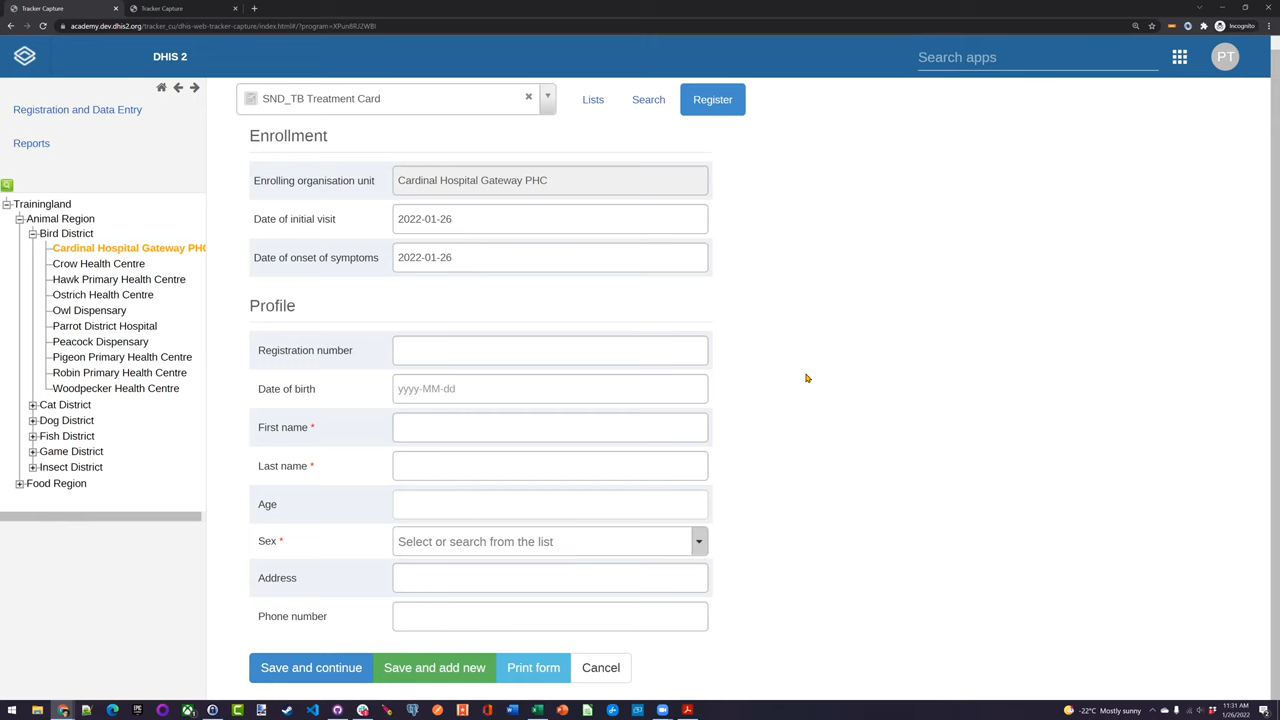 Tracker Capture
Tracker Capture
academy.dev.dhis2.org/tracker_cu/dhis-web-tracker-capture/index.html#/?program=XPun8RJ2WBI
Incognito
DHIS 2
Search apps
PT
Registration and Data Entry
Reports
Trainingland
Animal Region
Bird District
Cardinal Hospital Gateway PHC
Crow Health Centre
Hawk Primary Health Centre
Ostrich Health Centre
Owl Dispensary
Parrot District Hospital
Peacock Dispensary
Pigeon Primary Health Centre
Robin Primary Health Centre
Woodpecker Health Centre
Cat District
Dog District
Fish District
Game District
Insect District
Food Region
SND_TB Treatment Card
Lists
Search
Register
Enrollment
Enrolling organisation unit
Cardinal Hospital Gateway PHC
Date of initial visit
2022-01-26
Date of onset of symptoms
2022-01-26
Profile
Registration number
Date of birth
yyyy-MM-dd
First name *
Last name *
Age
Sex *
Select or search from the list
Address
Phone number
Save and continue
Save and add new
Print form
Cancel
-22°C Mostly sunny
11:31 AM
1/26/2022